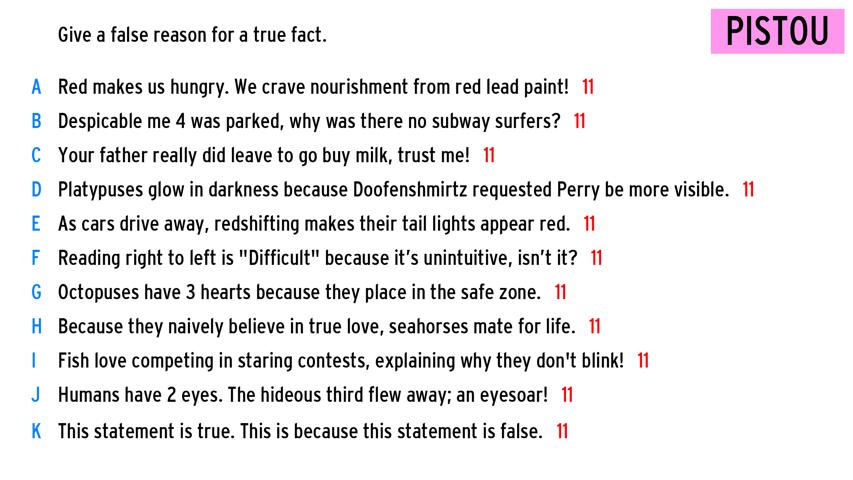 Give a false reason for a true fact.
PISTOU
A Red makes us hungry. We crave nourishment from red lead paint! 11
B Despicable me 4 was parked, why was there no subway surfers? 11
C Your father really did leave to go buy milk, trust me! 11
D Platypuses glow in darkness because Doofenshmirtz requested Perry be more visible. 11
E As cars drive away, redshifting makes their tail lights appear red. 11
F Reading right to left is "Difficult" because it’s unintuitive, isn’t it? 11
G Octopuses have 3 hearts because they place in the safe zone. 11
H Because they naively believe in true love, seahorses mate for life. 11
I Fish love competing in staring contests, explaining why they don't blink! 11
J Humans have 2 eyes. The hideous third flew away; an eyesoar! 11
K This statement is true. This is because this statement is false. 11